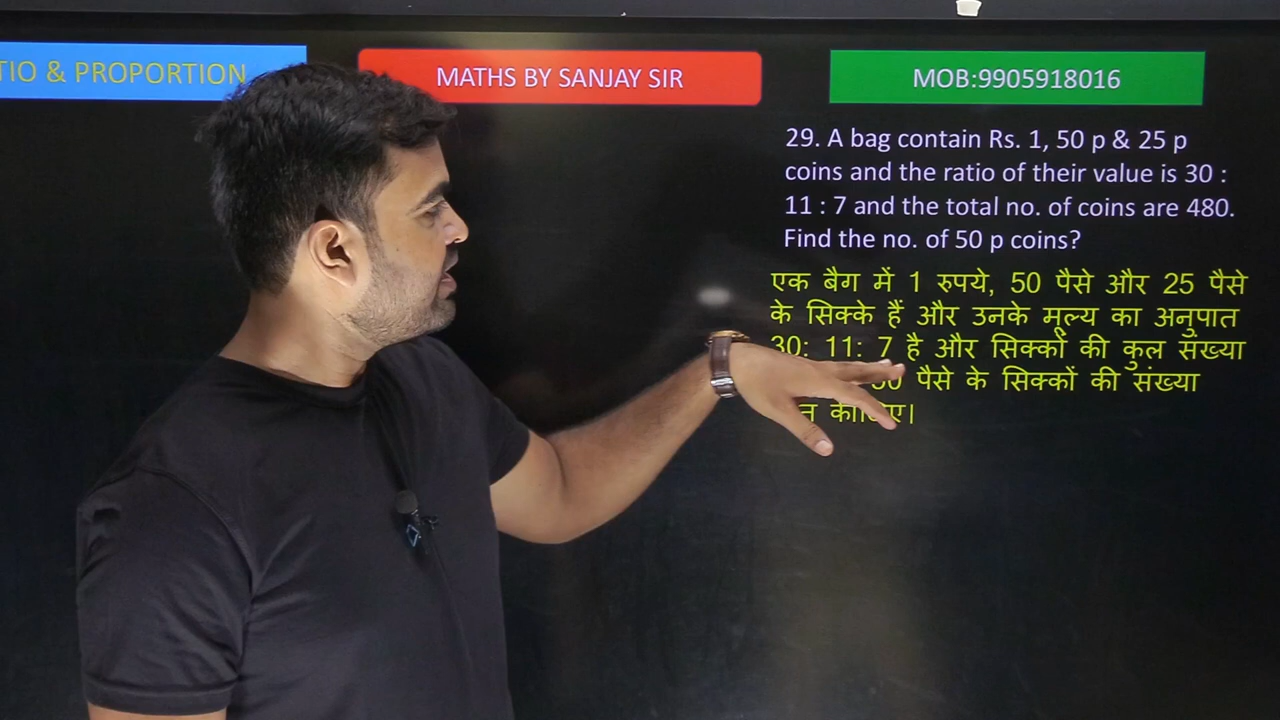 TIO & PROPORTION
MATHS BY SANJAY SIR
MOB:9905918016
29. A bag contain Rs. 1, 50 p & 25 p
coins and the ratio of their value is 30 :
11 : 7 and the total no. of coins are 480.
Find the no. of 50 p coins?
एक बैग में 1 रुपये, 50 पैसे और 25 पैसे
के सिक्के हैं और उनके मूल्य का अनुपात
30: 11: 7 है और सिक्कों की कुल संख्या
पैसे के सिक्कों की संख्या